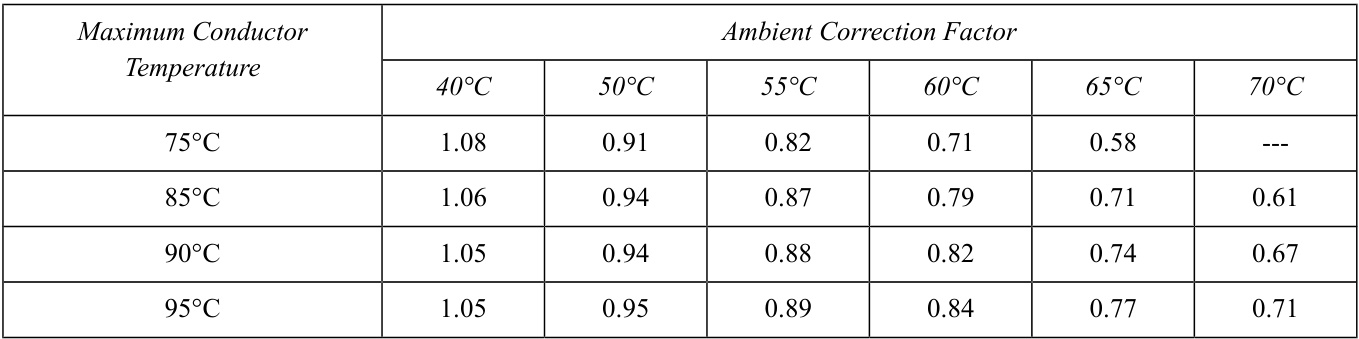 Maximum Conductor Temperature | Ambient Correction Factor
40°C | 50°C | 55°C | 60°C | 65°C | 70°C
75°C | 1.08 | 0.91 | 0.82 | 0.71 | 0.58 | ---
85°C | 1.06 | 0.94 | 0.87 | 0.79 | 0.71 | 0.61
90°C | 1.05 | 0.94 | 0.88 | 0.82 | 0.74 | 0.67
95°C | 1.05 | 0.95 | 0.89 | 0.84 | 0.77 | 0.71